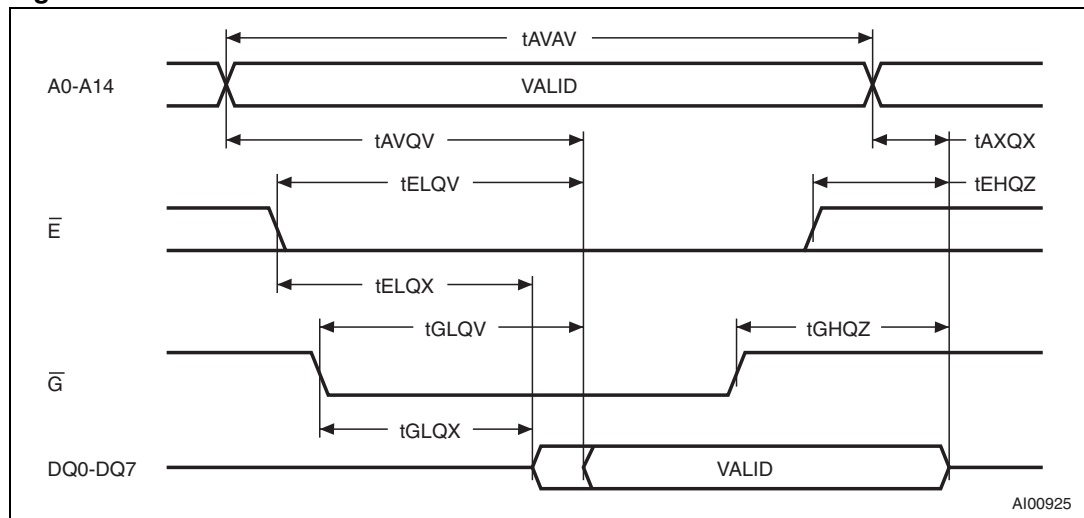 tAVAV
A0-A14 VALID
tAVQV tAXQX
tELQV tEHQZ
E̅
tELQX
tGLQV tGHQZ
G̅
tGLQX
DQ0-DQ7 VALID
AI00925